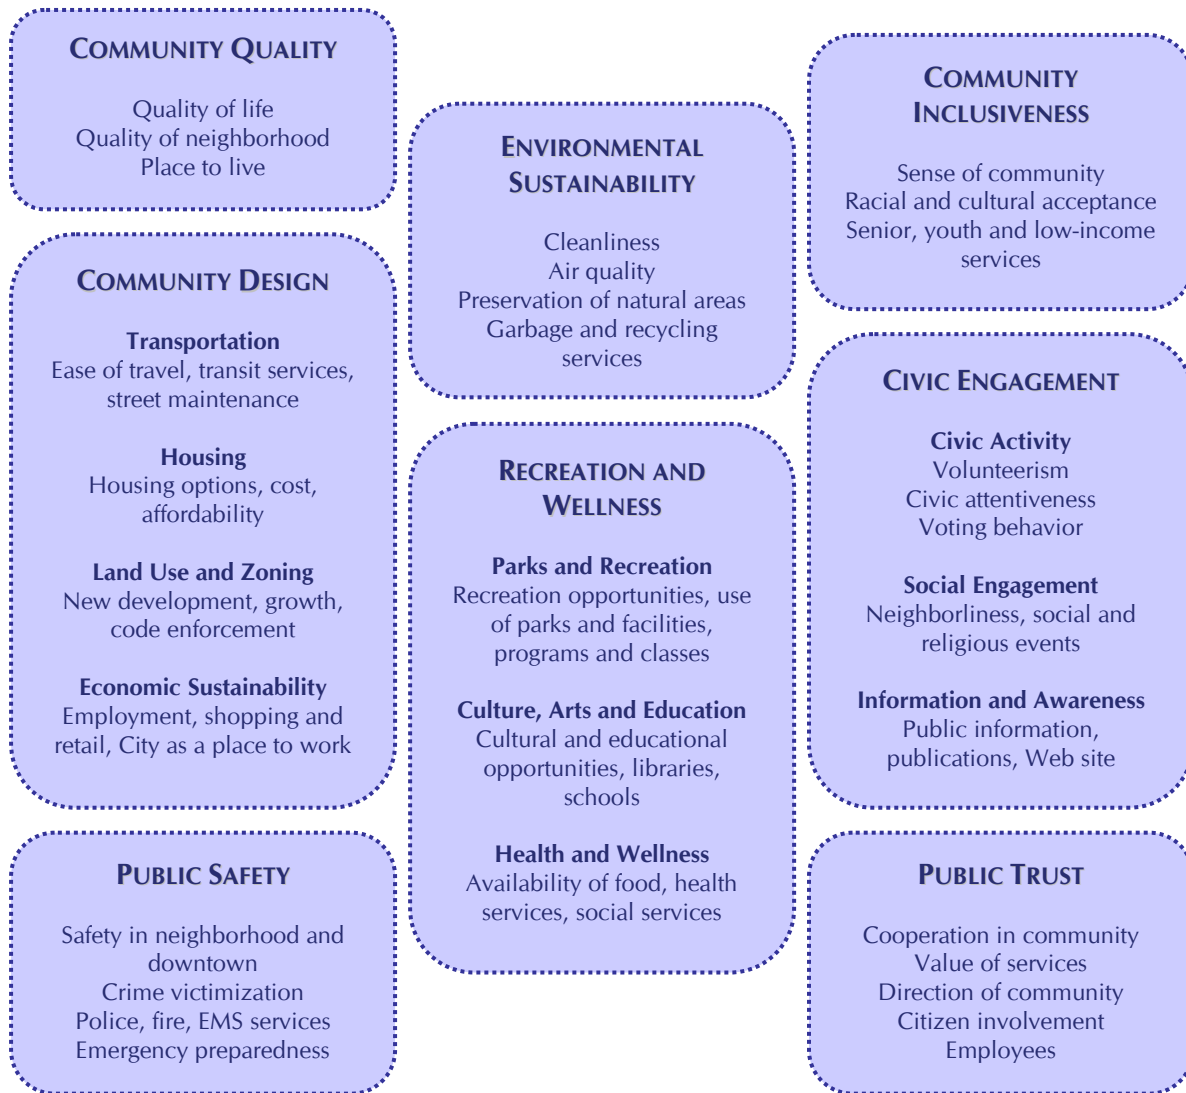 COMMUNITY QUALITY
Quality of life
Quality of neighborhood
Place to live
COMMUNITY DESIGN
Transportation
Ease of travel, transit services,
street maintenance
Housing
Housing options, cost,
affordability
Land Use and Zoning
New development, growth,
code enforcement
Economic Sustainability
Employment, shopping and
retail, City as a place to work
PUBLIC SAFETY
Safety in neighborhood and
downtown
Crime victimization
Police, fire, EMS services
Emergency preparedness
ENVIRONMENTAL
SUSTAINABILITY
Cleanliness
Air quality
Preservation of natural areas
Garbage and recycling
services
RECREATION AND
WELLNESS
Parks and Recreation
Recreation opportunities, use
of parks and facilities,
programs and classes
Culture, Arts and Education
Cultural and educational
opportunities, libraries,
schools
Health and Wellness
Availability of food, health
services, social services
COMMUNITY
INCLUSIVENESS
Sense of community
Racial and cultural acceptance
Senior, youth and low-income
services
CIVIC ENGAGEMENT
Civic Activity
Volunteerism
Civic attentiveness
Voting behavior
Social Engagement
Neighborliness, social and
religious events
Information and Awareness
Public information,
publications, Web site
PUBLIC TRUST
Cooperation in community
Value of services
Direction of community
Citizen involvement
Employees